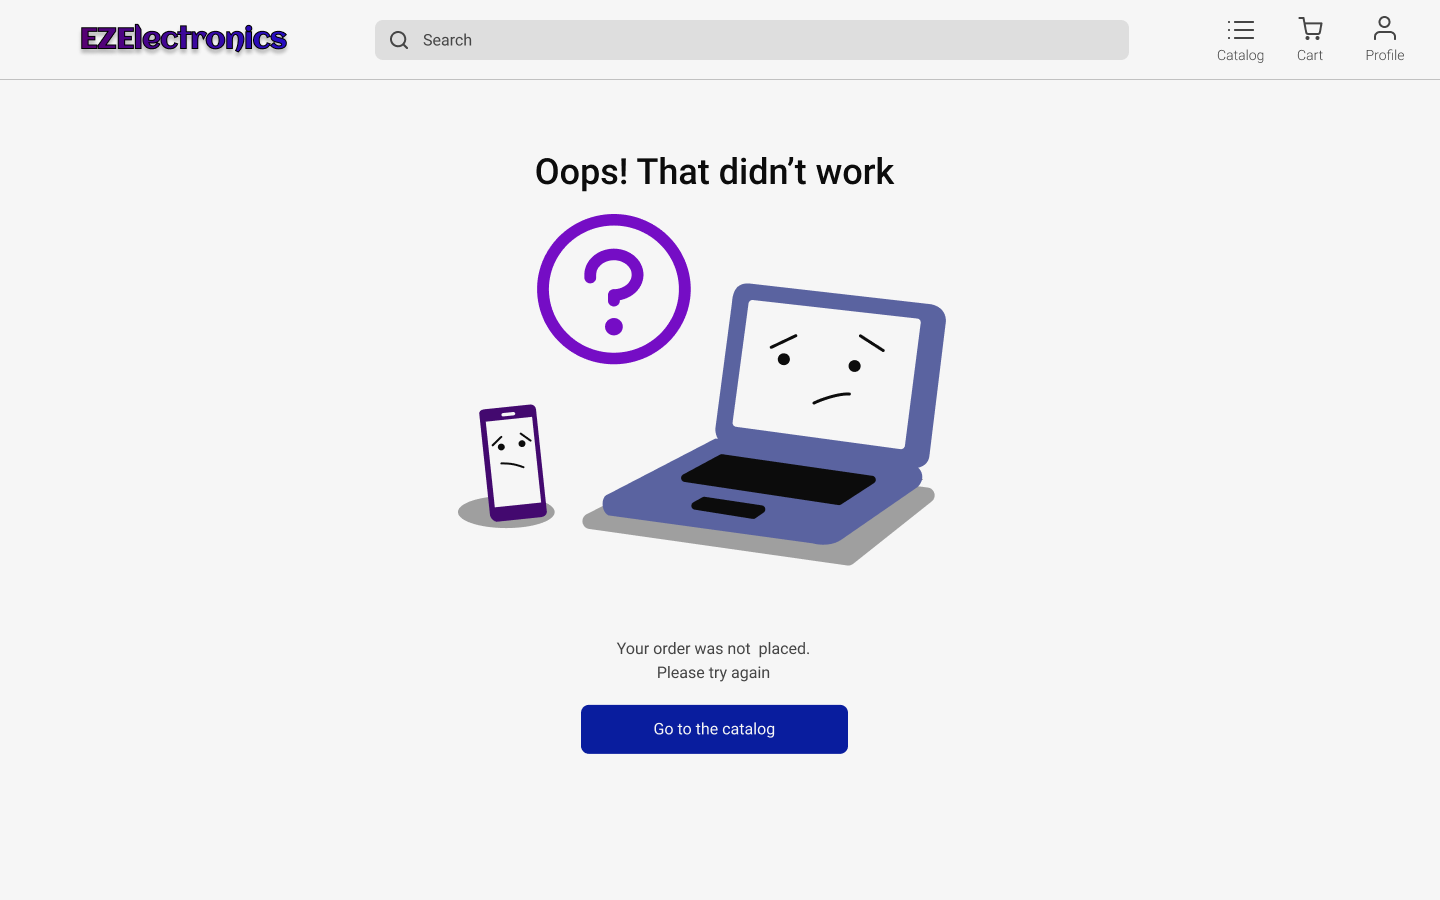 EZElectronics
Search
Catalog
Cart
Profile
Oops! That didn’t work
?
Your order was not  placed.
Please try again
Go to the catalog